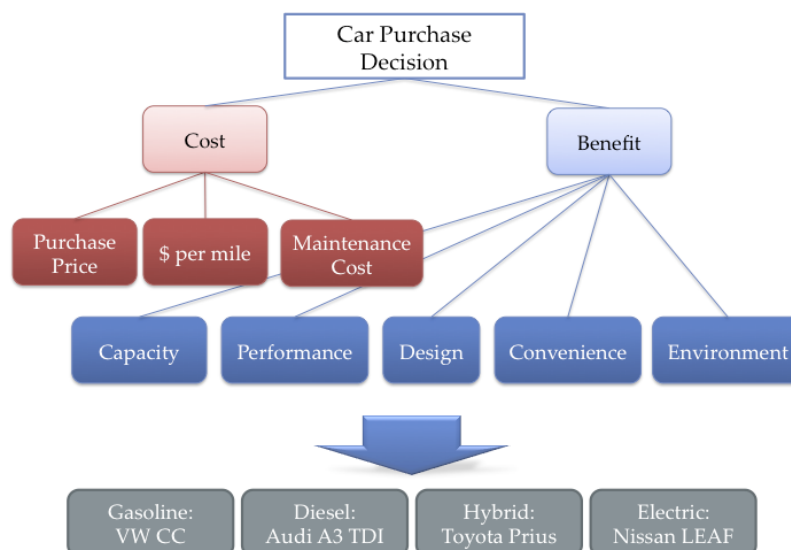 Car Purchase
Decision
Cost
Benefit
Purchase
Price
$ per mile
Maintenance
Cost
Capacity
Performance
Design
Convenience
Environment
Gasoline:
VW CC
Diesel:
Audi A3 TDI
Hybrid:
Toyota Prius
Electric:
Nissan LEAF